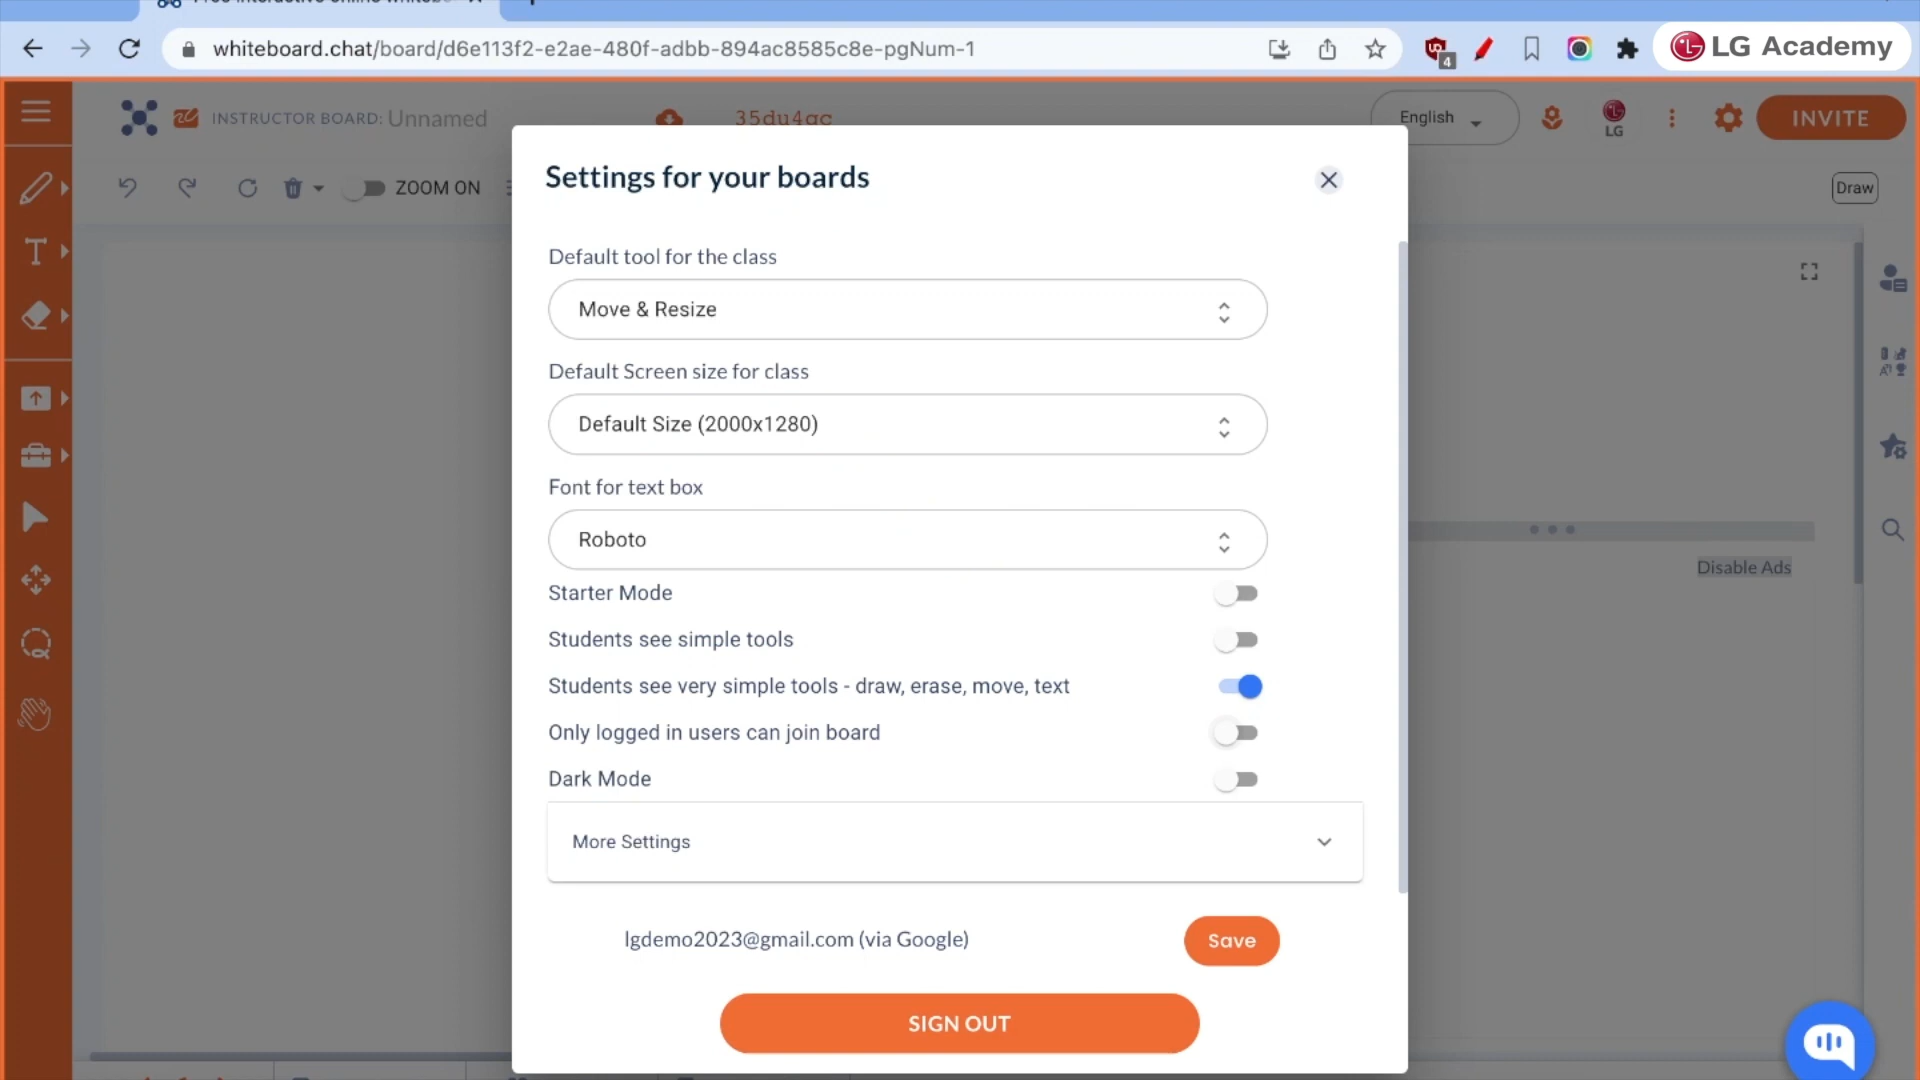 whiteboard.chat/board/d6e113f2-e2ae-480f-adbb-894ac8585c8e-pgNum-1
4
LG Academy
INSTRUCTOR BOARD: Unnamed
35du4qc
English
LG
INVITE
ZOOM ON
Draw
Settings for your boards
Default tool for the class
Move & Resize
Default Screen size for class
Default Size (2000x1280)
Font for text box
Roboto
Disable Ads
Starter Mode
Students see simple tools
Students see very simple tools - draw, erase, move, text
Only logged in users can join board
Dark Mode
More Settings
lgdemo2023@gmail.com (via Google)
Save
SIGN OUT